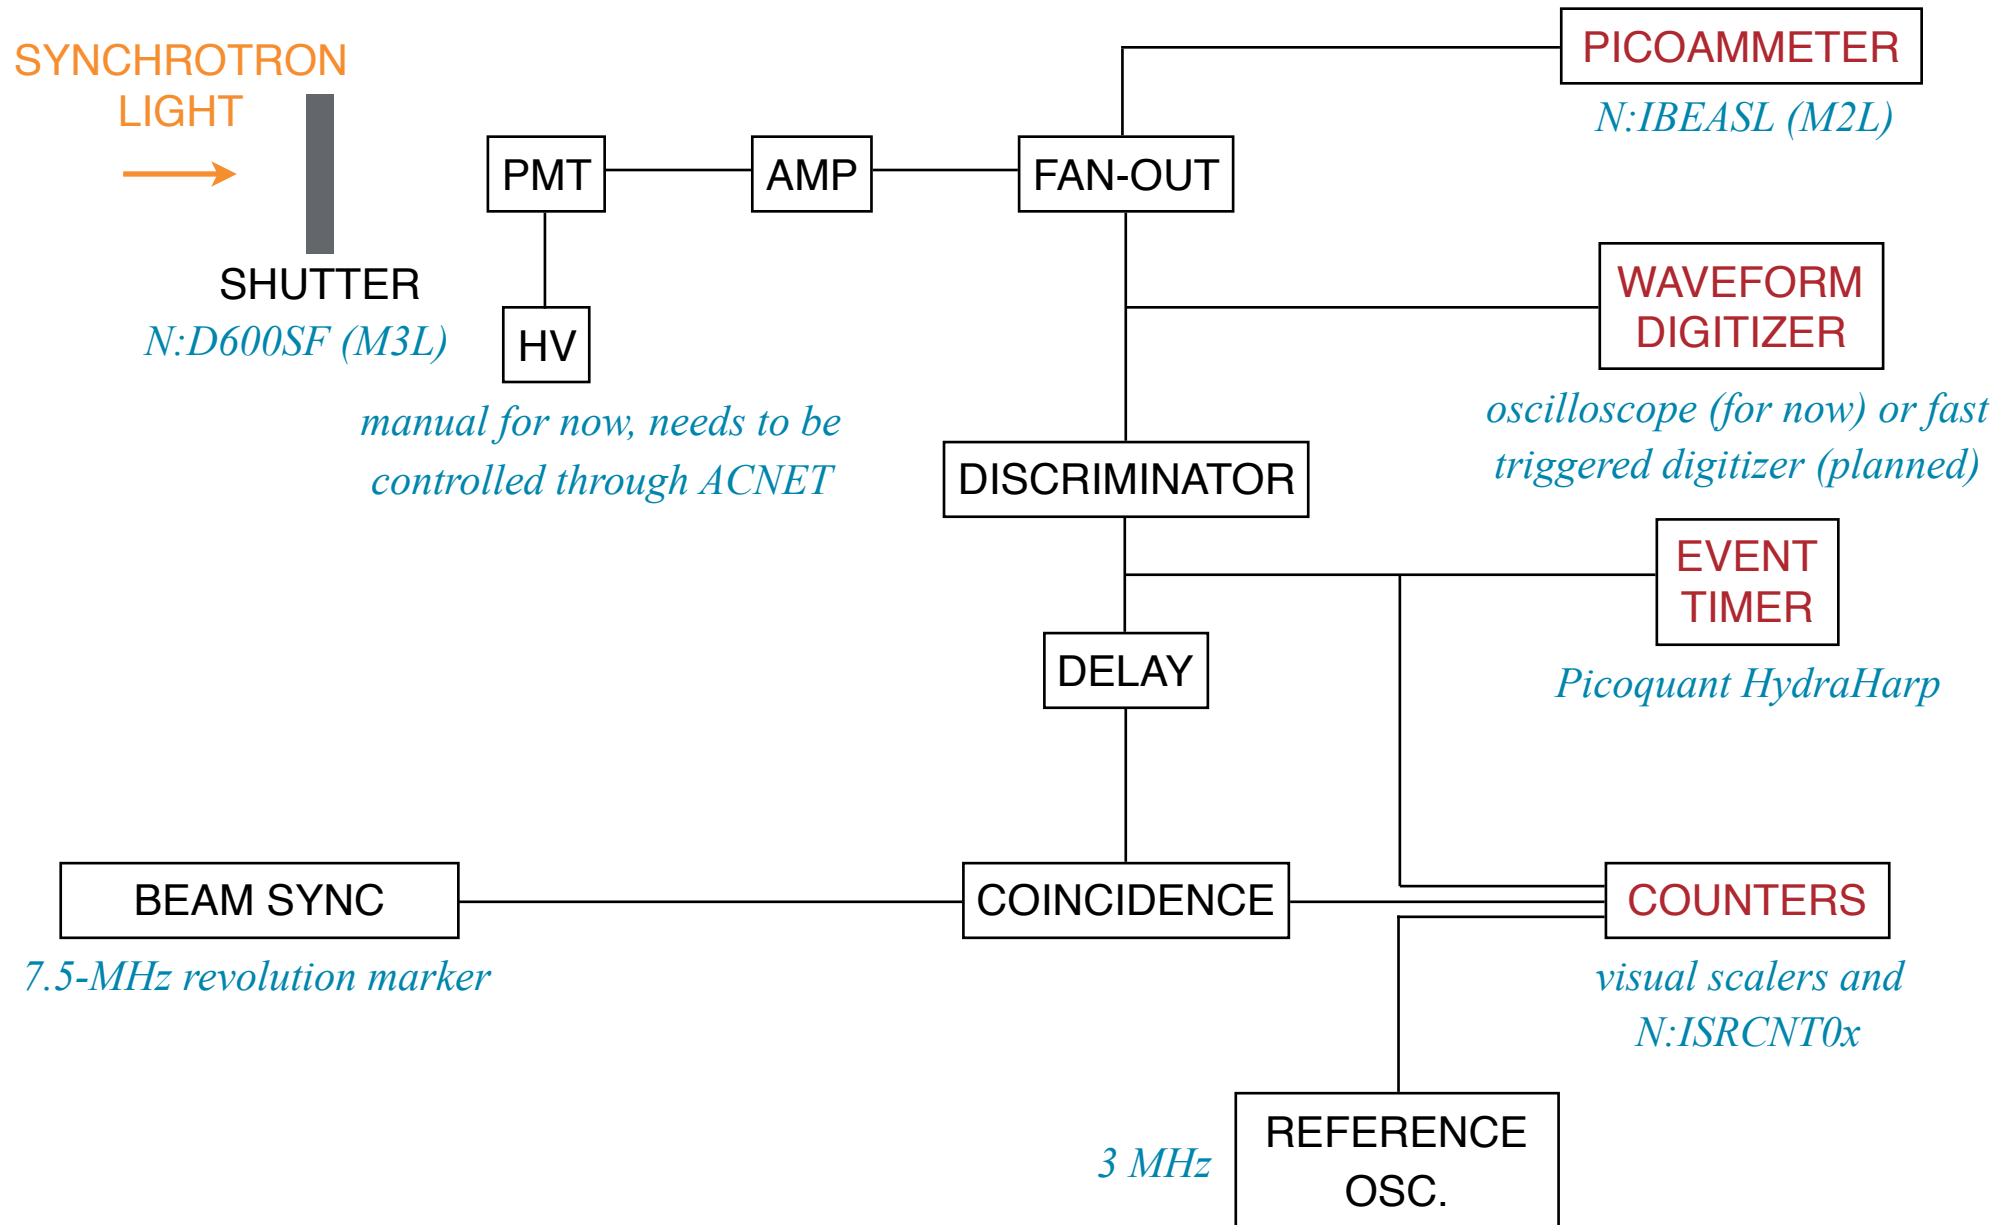 SYNCHROTRON
LIGHT
SHUTTER
N:D600SF (M3L)
PMT
HV
manual for now, needs to be
controlled through ACNET
AMP
FAN-OUT
PICOAMMETER
N:IBEASL (M2L)
WAVEFORM
DIGITIZER
oscilloscope (for now) or fast
triggered digitizer (planned)
DISCRIMINATOR
EVENT
TIMER
Picoquant HydraHarp
DELAY
BEAM SYNC
7.5-MHz revolution marker
COINCIDENCE
COUNTERS
visual scalers and
N:ISRCNT0x
3 MHz
REFERENCE
OSC.